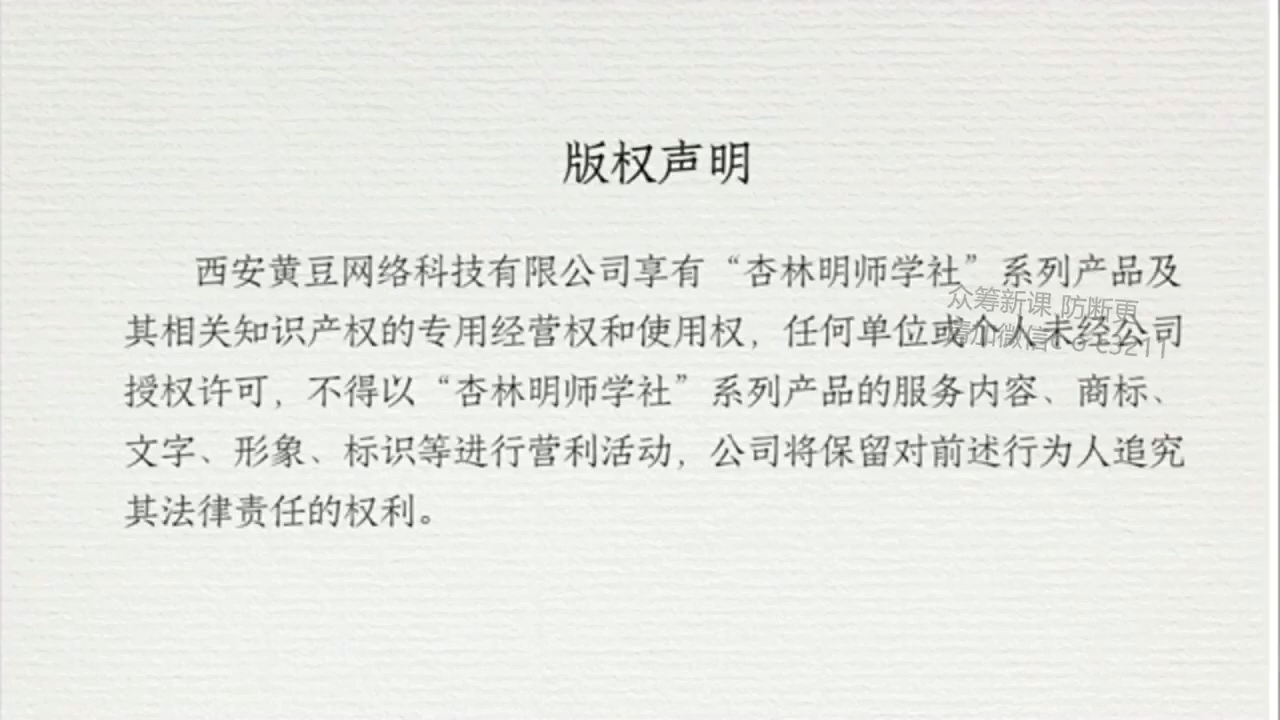 版权声明
西安黄豆网络科技有限公司享有“杏林明师学社”系列产品及
其相关知识产权的专用经营权和使用权，任何单位或个人未经公司
授权许可，不得以“杏林明师学社”系列产品的服务内容、商标、
文字、形象、标识等进行营利活动，公司将保留对前述行为人追究
其法律责任的权利。
众筹新课 防断更
加微信